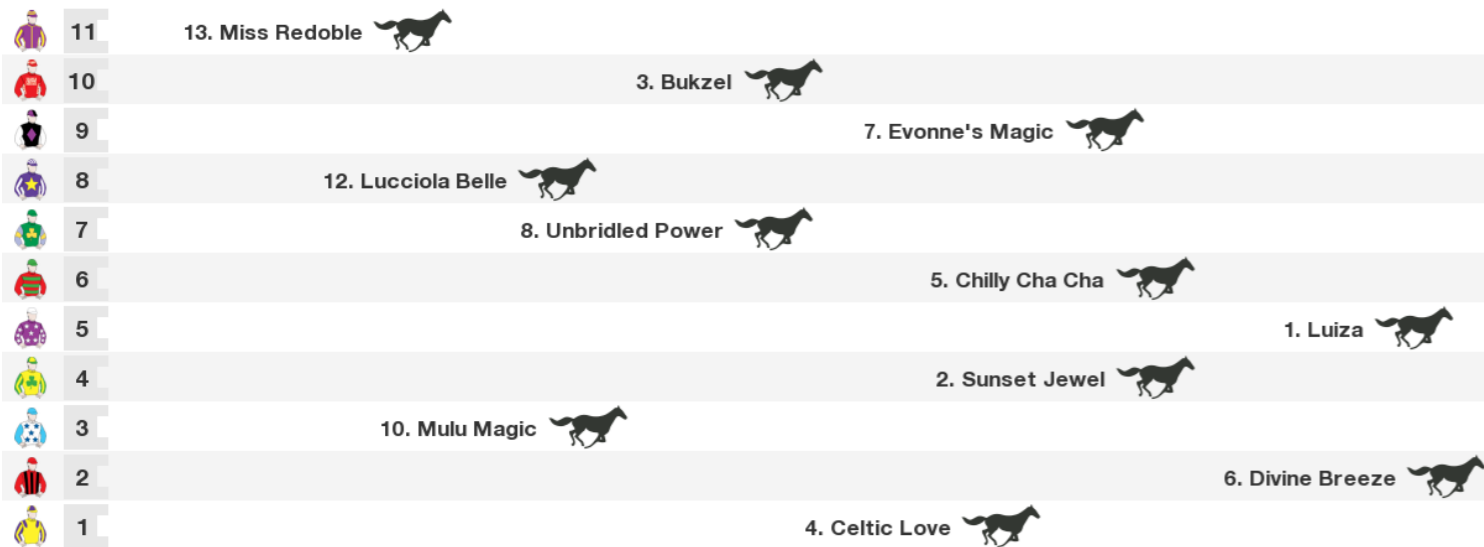 11 13. Miss Redoble
10 3. Bukzel
9 7. Evonne's Magic
8 12. Lucciola Belle
7 8. Unbridled Power
6 5. Chilly Cha Cha
5 1. Luiza
4 2. Sunset Jewel
3 10. Mulu Magic
2 6. Divine Breeze
1 4. Celtic Love